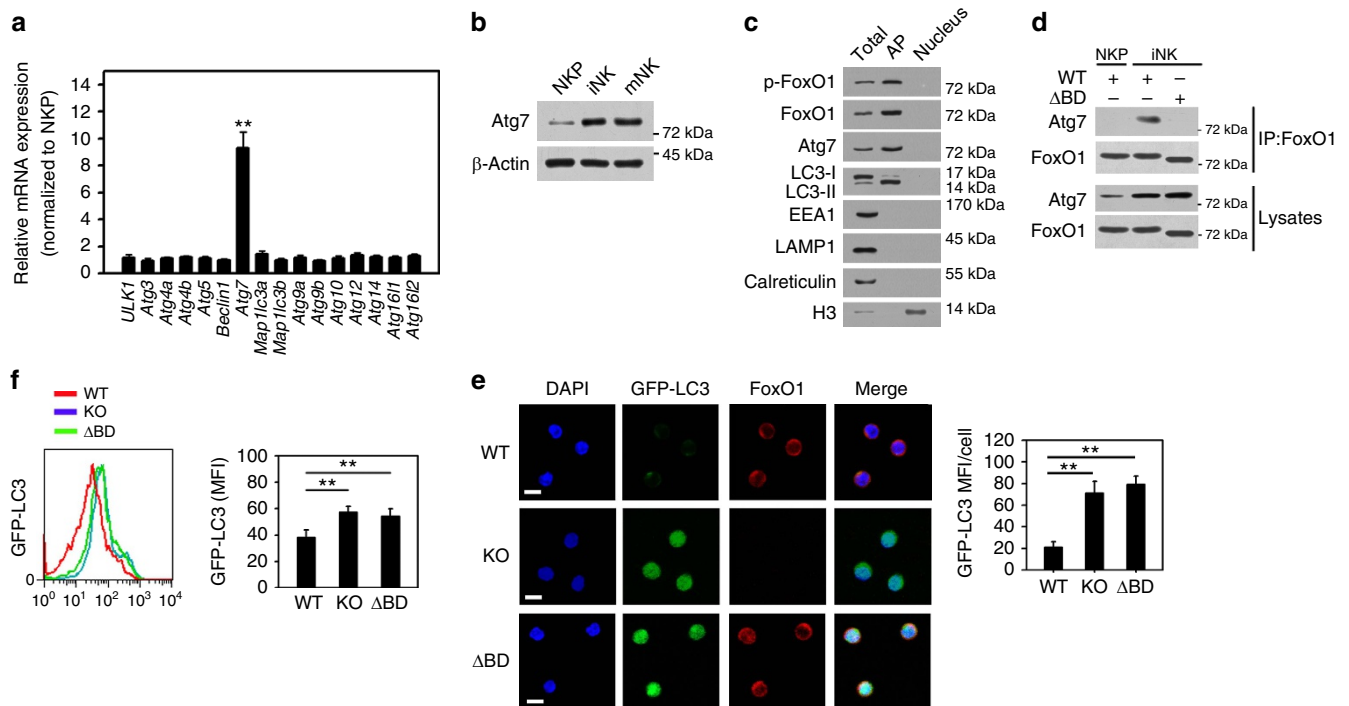 a
Relative mRNA expression
(normalized to NKP)
14
12
10
8
6
4
2
0
**
ULK1
Atg3
Atg4a
Atg4b
Atg5
Beclin1
Atg7
Map1lc3a
Map1lc3b
Atg9a
Atg9b
Atg10
Atg12
Atg14
Atg16l1
Atg16l2
b
NKP iNK mNK
Atg7
72 kDa
45 kDa
β-Actin
c
Total AP Nucleus
p-FoxO1 72 kDa
FoxO1 72 kDa
Atg7 72 kDa
LC3-I 17 kDa
LC3-II 14 kDa
EEA1 170 kDa
LAMP1 45 kDa
Calreticulin 55 kDa
H3 14 kDa
d
NKP iNK
WT + + –
ΔBD – – +
Atg7 72 kDa
FoxO1 72 kDa
IP:FoxO1
Atg7 72 kDa
FoxO1 72 kDa
Lysates
f
WT
KO
ΔBD
GFP-LC3
0
10⁰ 10¹ 10² 10³ 10⁴
GFP-LC3 (MFI)
100
80
60
40
20
0
**
**
WT KO ΔBD
e
DAPI GFP-LC3 FoxO1 Merge
WT
KO
ΔBD
GFP-LC3 MFI/cell
120
100
80
60
40
20
0
**
**
WT KO ΔBD